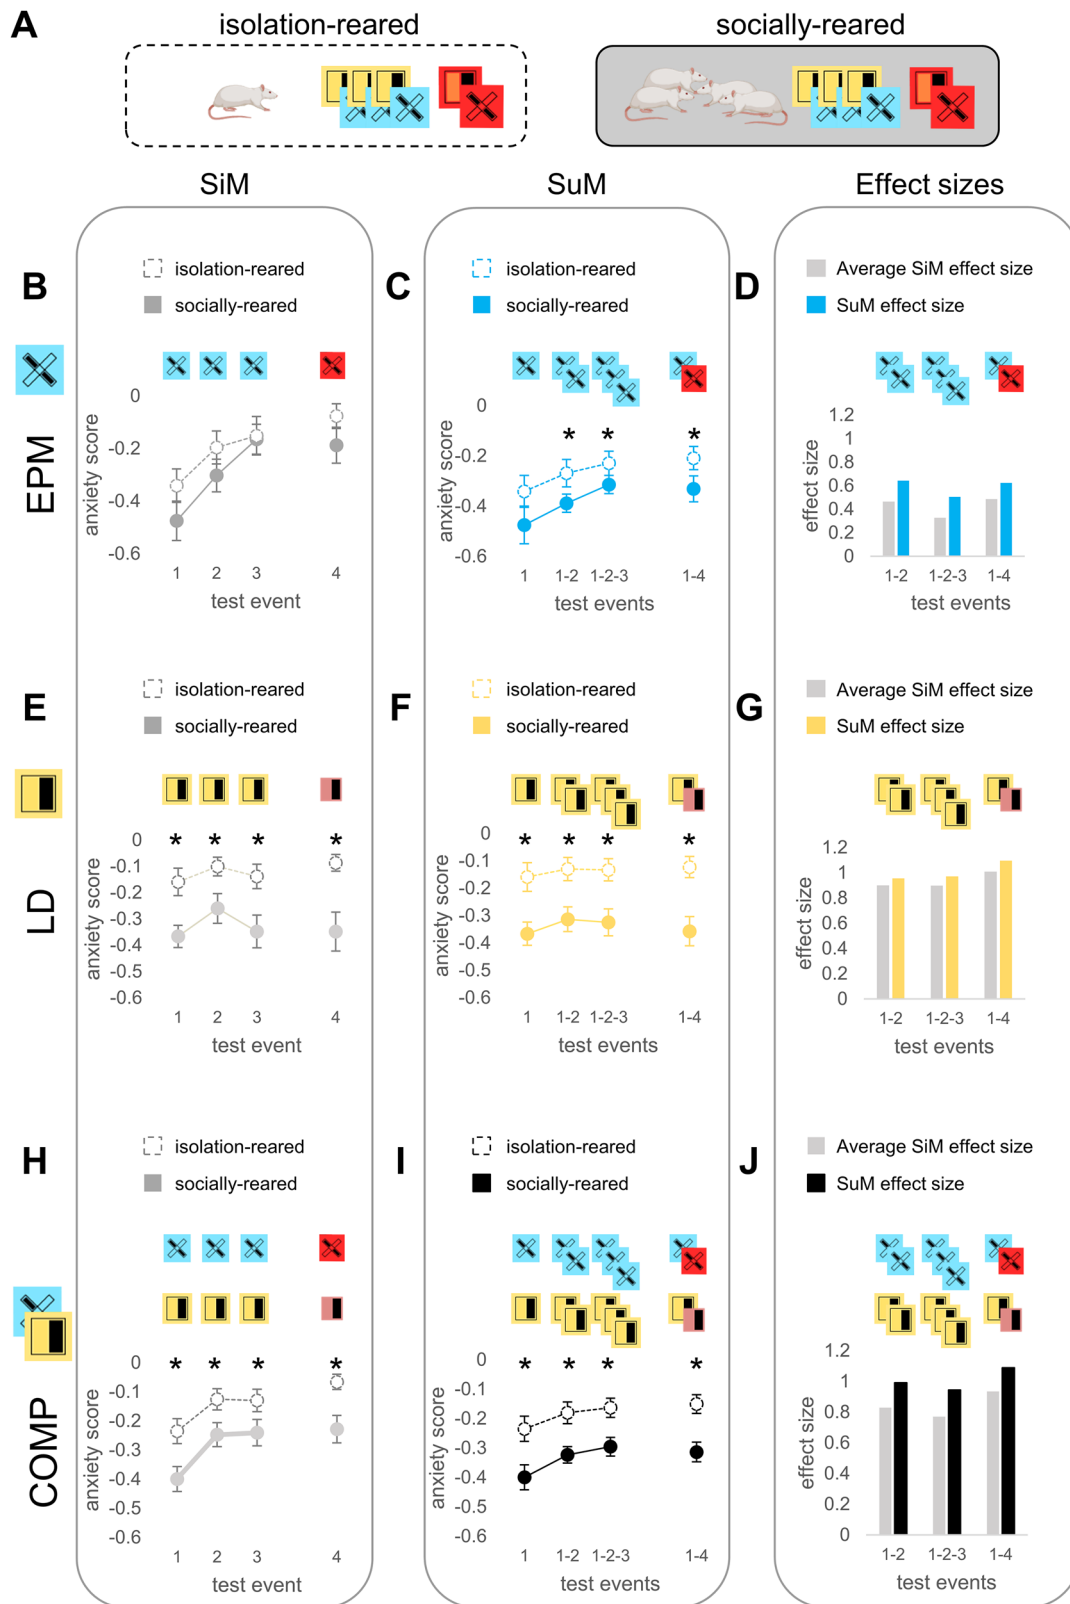 A
isolation-reared
socially-reared
SiM
SuM
Effect sizes
B
isolation-reared
socially-reared
C
isolation-reared
socially-reared
D
Average SiM effect size
SuM effect size
EPM
anxiety score
0
-0.2
-0.4
-0.6
1 2 3 4
test event
anxiety score
0
* * *
-0.2
-0.4
-0.6
1 1-2 1-2-3 1-4
test events
effect size
1.2
1
0.8
0.6
0.4
0.2
0
1-2 1-2-3 1-4
test events
E
isolation-reared
socially-reared
F
isolation-reared
socially-reared
G
Average SiM effect size
SuM effect size
LD
anxiety score
0 * * * *
-0.1
-0.2
-0.3
-0.4
-0.5
-0.6
1 2 3 4
test event
anxiety score
0 * * * *
-0.1
-0.2
-0.3
-0.4
-0.5
-0.6
1 1-2 1-2-3 1-4
test events
effect size
1.2
1
0.8
0.6
0.4
0.2
0
1-2 1-2-3 1-4
test events
H
isolation-reared
socially-reared
I
isolation-reared
socially-reared
J
Average SiM effect size
SuM effect size
COMP
anxiety score
0 * * * *
-0.1
-0.2
-0.3
-0.4
-0.5
-0.6
1 2 3 4
test event
anxiety score
0 * * * *
-0.1
-0.2
-0.3
-0.4
-0.5
-0.6
1 1-2 1-2-3 1-4
test events
effect size
1.2
1
0.8
0.6
0.4
0.2
0
1-2 1-2-3 1-4
test events